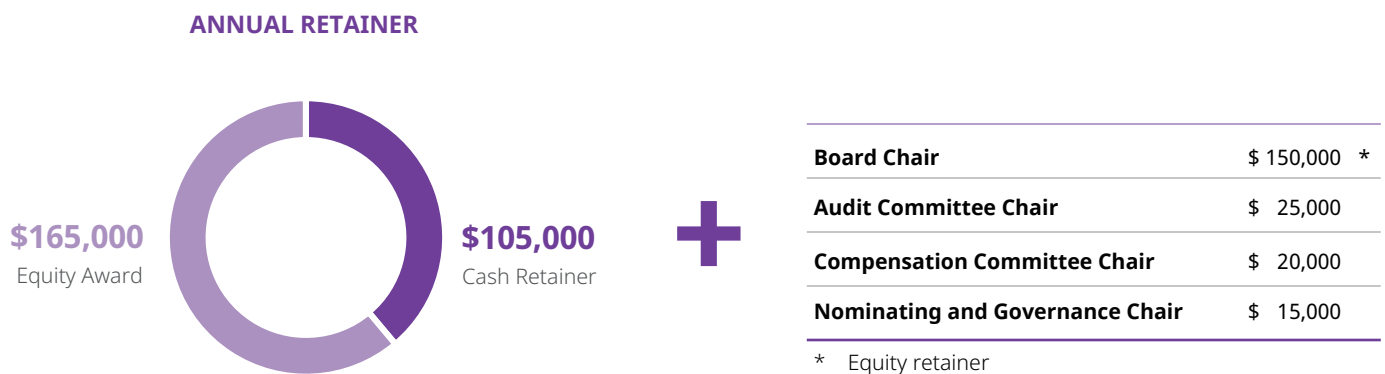 ANNUAL RETAINER
$165,000
Equity Award
$105,000
Cash Retainer
+
Board Chair $ 150,000 *
Audit Committee Chair $ 25,000
Compensation Committee Chair $ 20,000
Nominating and Governance Chair $ 15,000
* Equity retainer